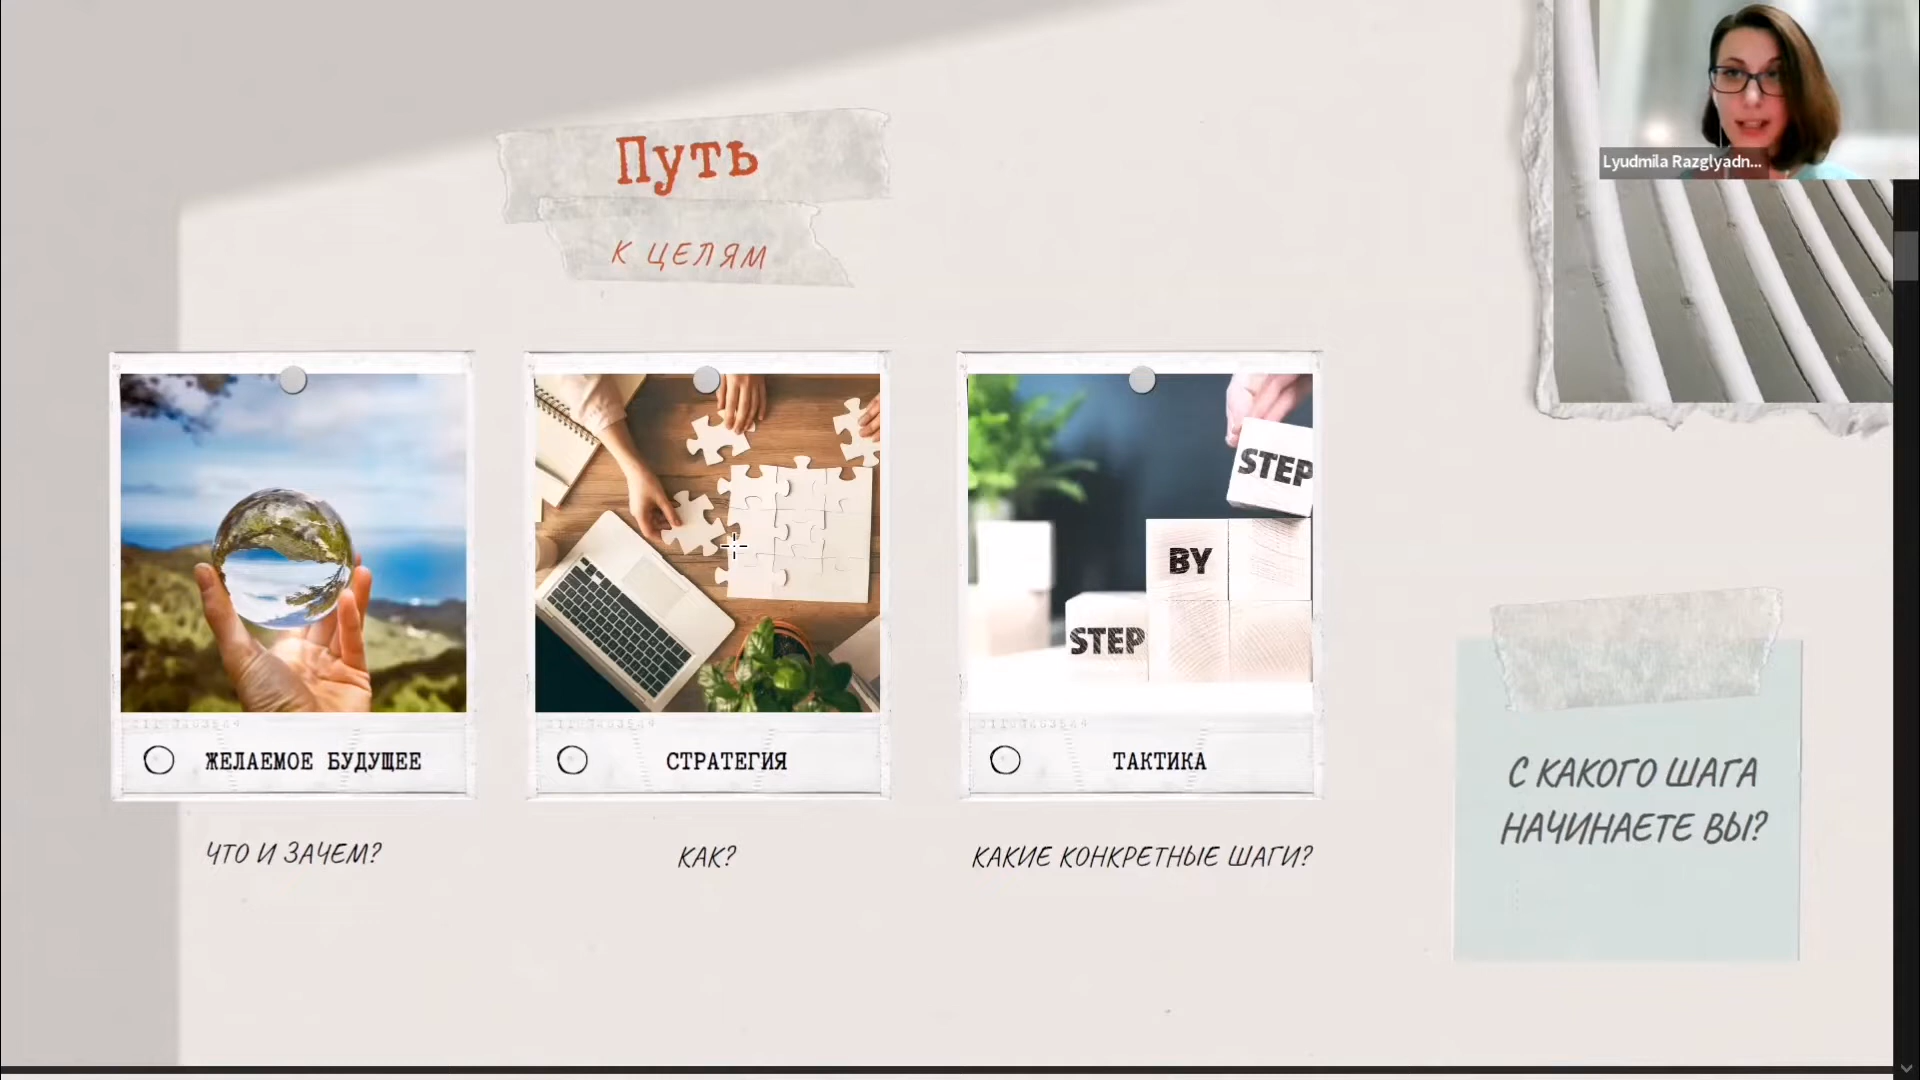 Путь
К ЦЕЛЯМ
Lyudmila Razglyadn...
STEP
BY
STEP
ЖЕЛАЕМОЕ БУДУЩЕЕ
СТРАТЕГИЯ
ТАКТИКА
ЧТО И ЗАЧЕМ?
КАК?
КАКИЕ КОНКРЕТНЫЕ ШАГИ?
С КАКОГО ШАГА
НАЧИНАЕТЕ ВЫ?